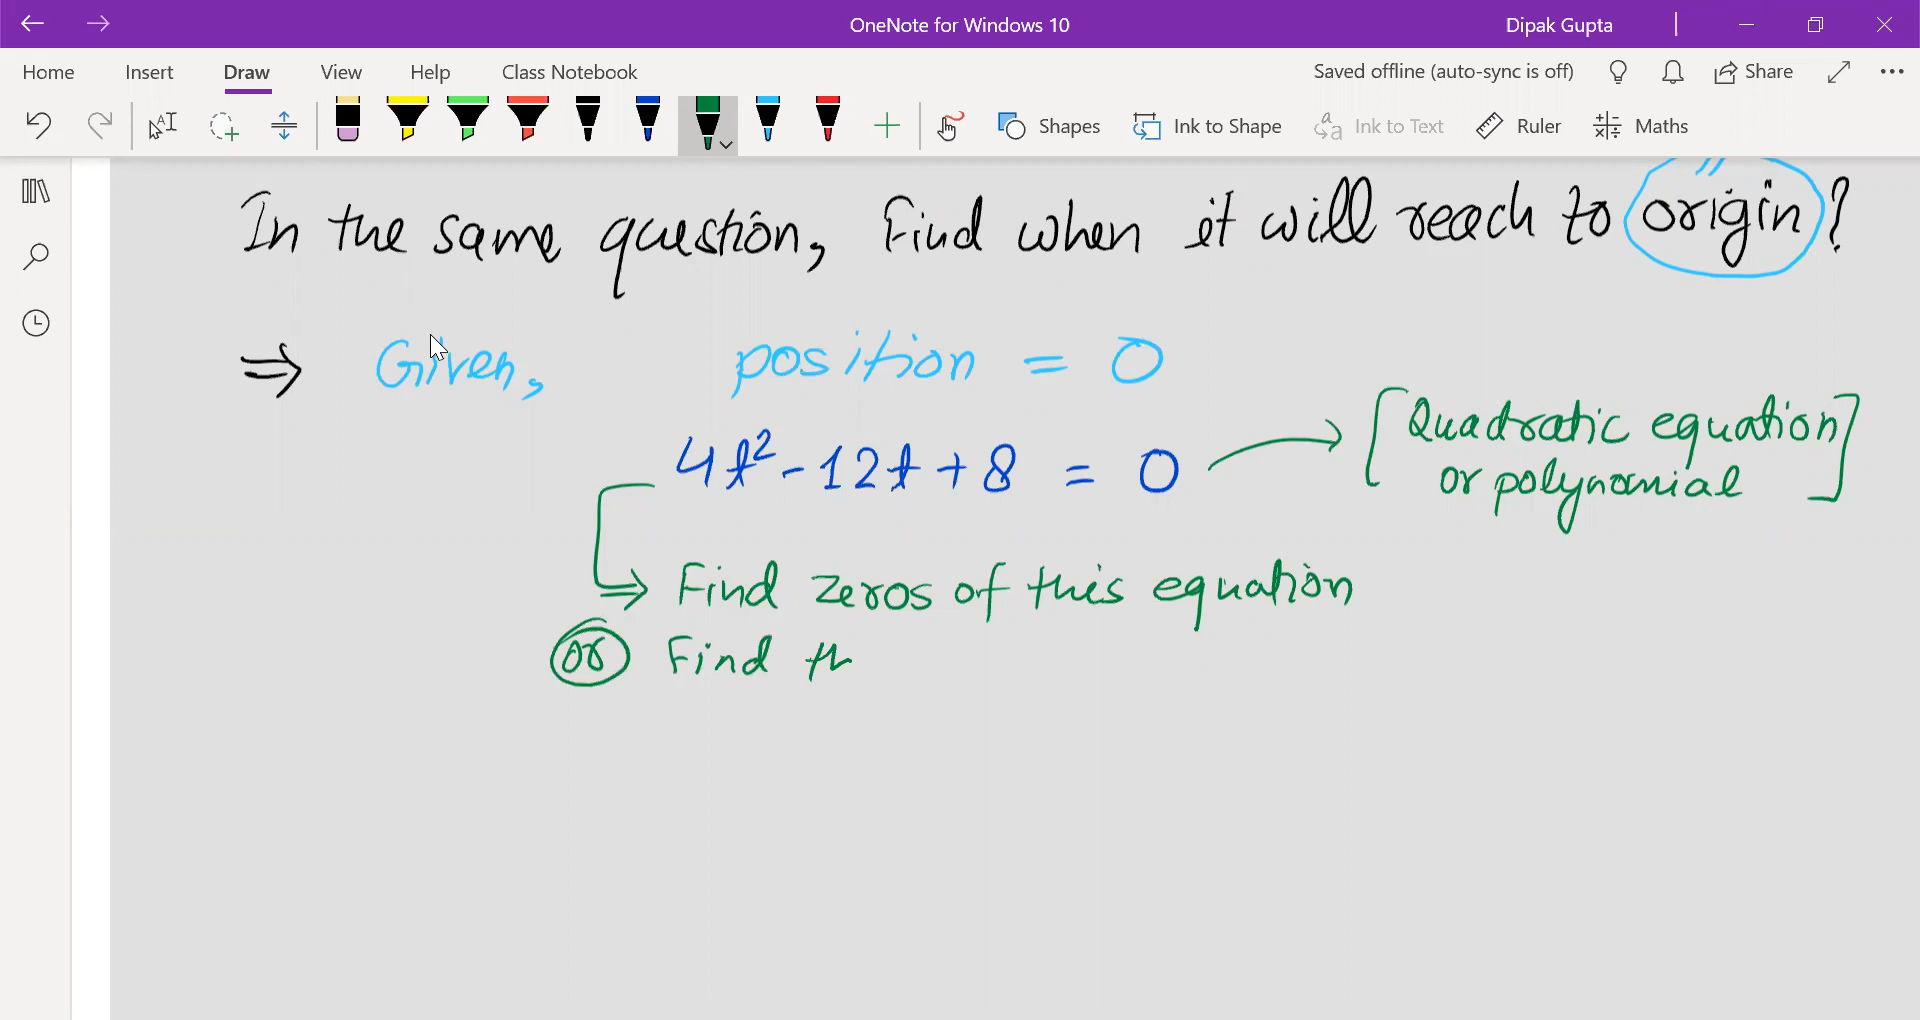 OneNote for Windows 10
Dipak Gupta
Home Insert Draw View Help Class Notebook
Saved offline (auto-sync is off) Share
Shapes Ink to Shape Ink to Text Ruler Maths
In the same question, Find when it will reach to origin?
⇒ Given, position = 0
4t² - 12t + 8 = 0 → [Quadratic equation
or polynomial]
⇒ Find zeros of this equation
or Find th